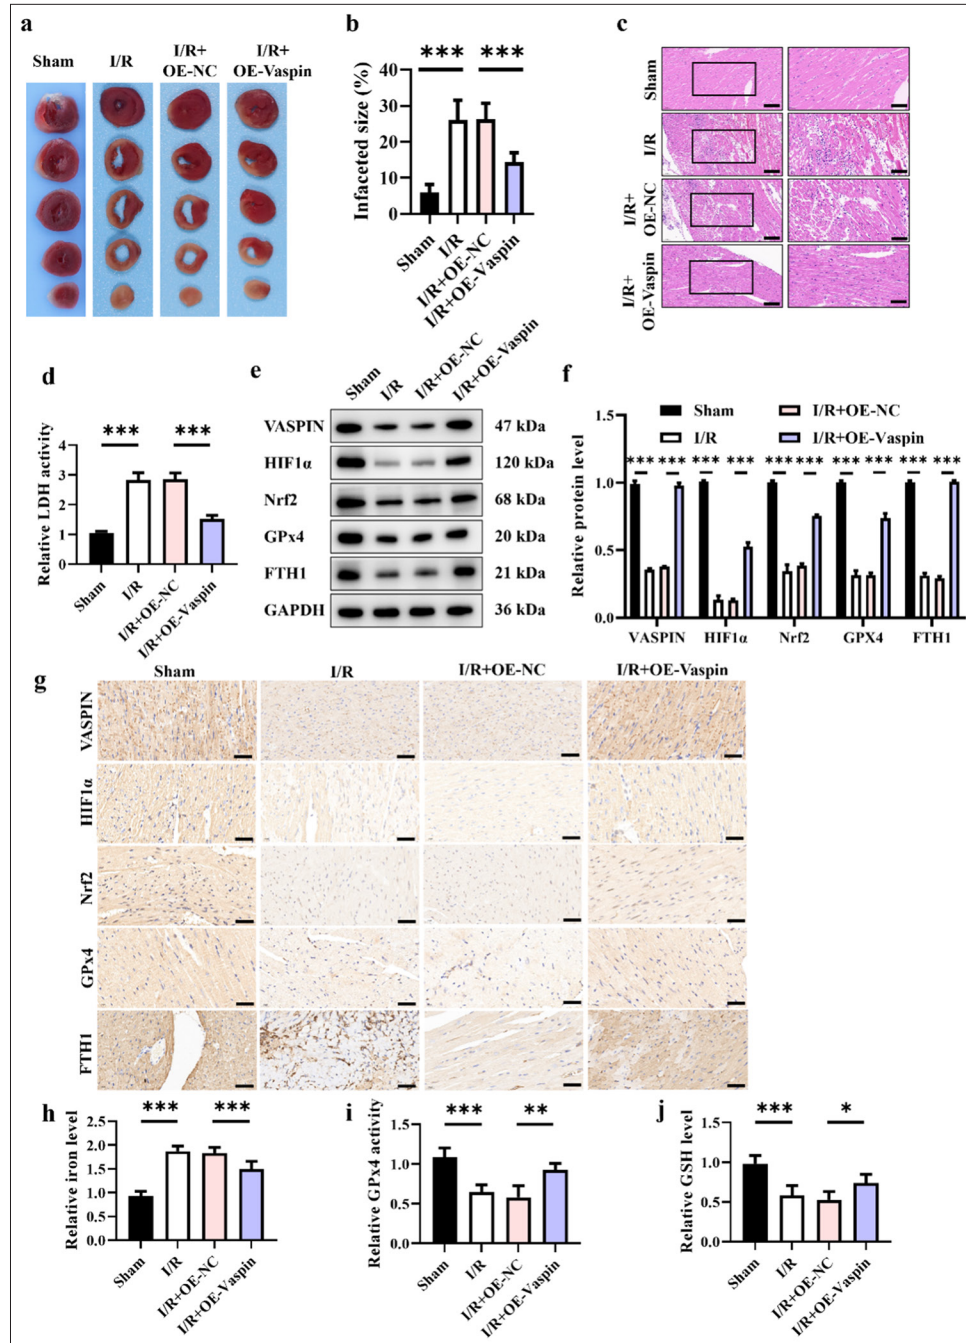 a
Sham
I/R
I/R+
OE-NC
I/R+
OE-Vaspin
b
***
***
Infaceted size (%)
40
30
20
10
0
Sham
I/R
I/R+OE-NC
I/R+OE-Vaspin
c
Sham
I/R
I/R+
OE-NC
I/R+
OE-Vaspin
d
***
***
Relative LDH activity
4
3
2
1
0
Sham
I/R
I/R+OE-NC
I/R+OE-Vaspin
e
Sham
I/R
I/R+OE-NC
I/R+OE-Vaspin
VASPIN 47 kDa
HIF1α 120 kDa
Nrf2 68 kDa
GPx4 20 kDa
FTH1 21 kDa
GAPDH 36 kDa
f
Sham
I/R+OE-NC
I/R
I/R+OE-Vaspin
*** *** *** *** *** *** *** *** *** ***
Relative protein level
1.5
1.0
0.5
0.0
VASPIN HIF1α Nrf2 GPX4 FTH1
g
Sham I/R I/R+OE-NC I/R+OE-Vaspin
VASPIN
HIF1α
Nrf2
GPx4
FTH1
h
***
***
Relative iron level
2.5
2.0
1.5
1.0
0.5
0.0
Sham
I/R
I/R+OE-NC
I/R+OE-Vaspin
i
***
**
Relative GPx4 activity
1.5
1.0
0.5
0.0
Sham
I/R
I/R+OE-NC
I/R+OE-Vaspin
j
***
*
Relative GSH level
1.5
1.0
0.5
0.0
Sham
I/R
I/R+OE-NC
I/R+OE-Vaspin